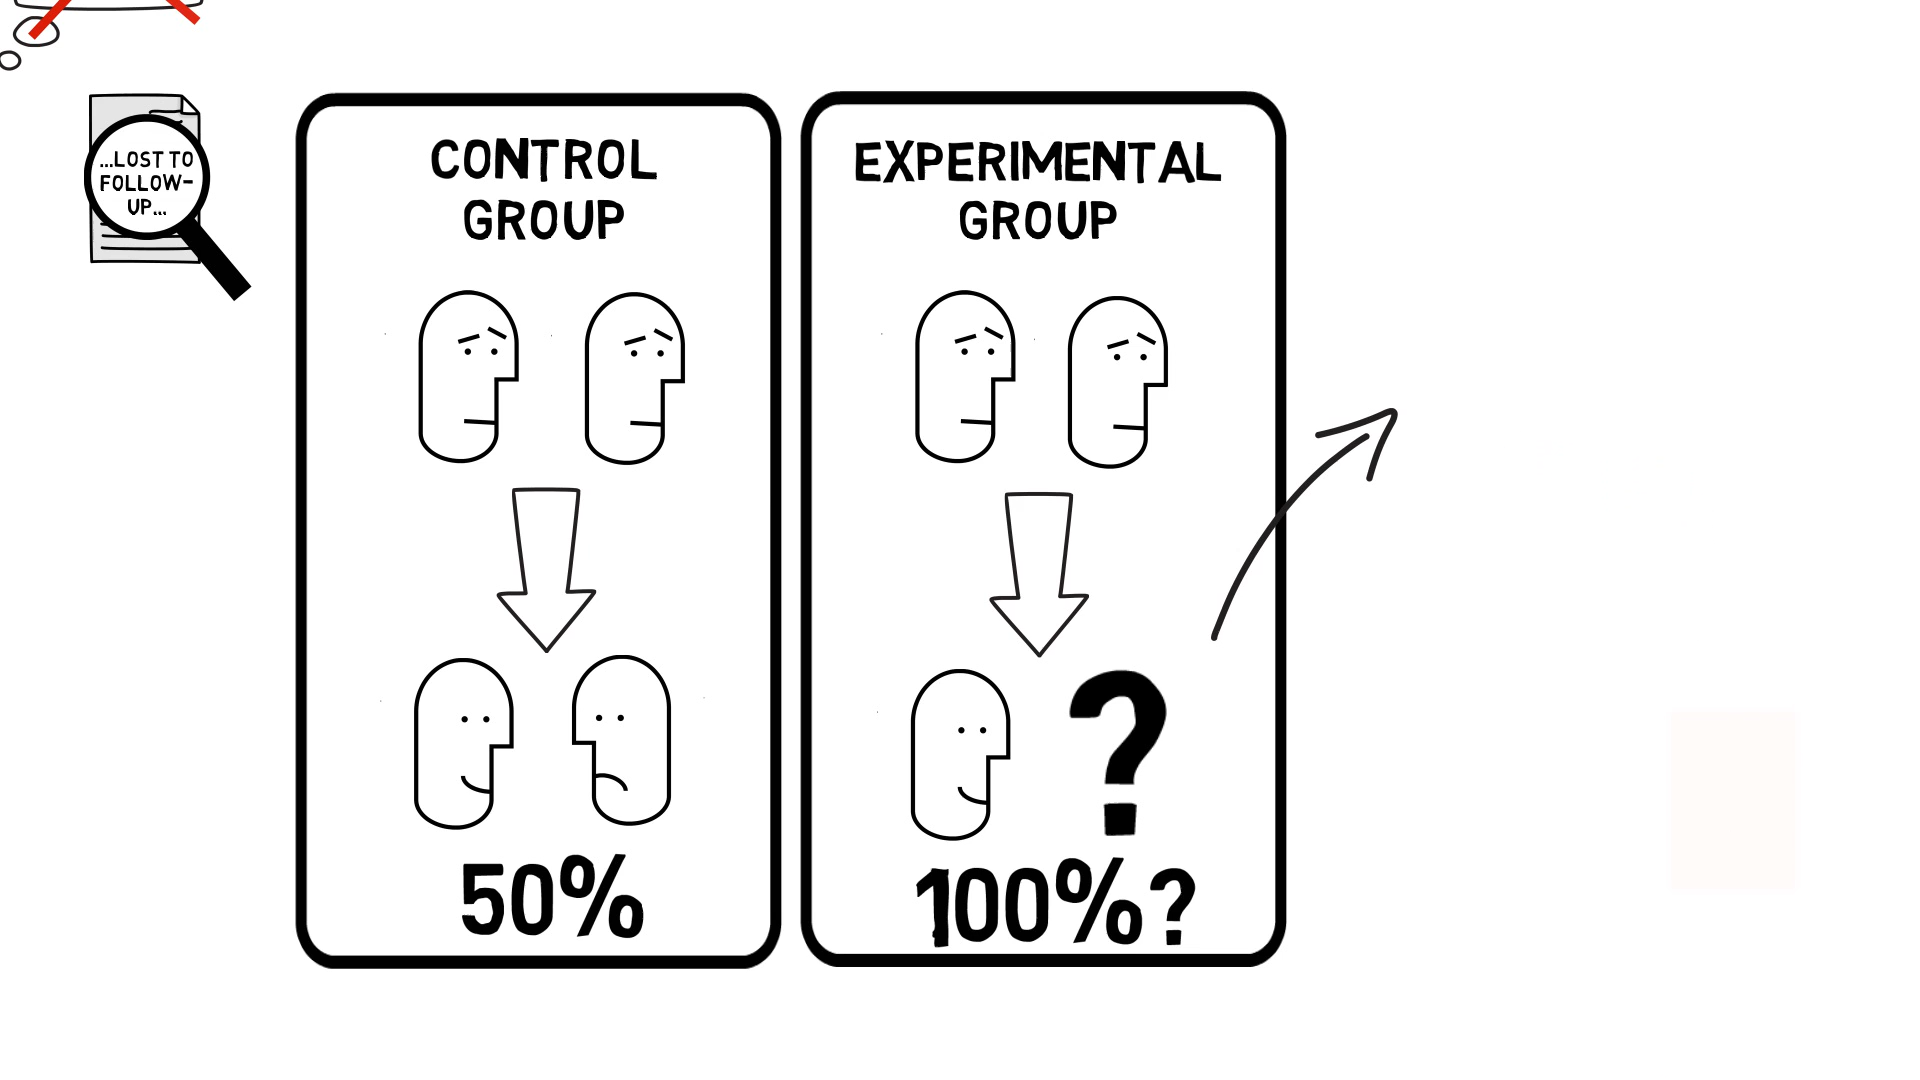 ...LOST TO
FOLLOW-
UP...
CONTROL
GROUP
EXPERIMENTAL
GROUP
?
50%
100%?